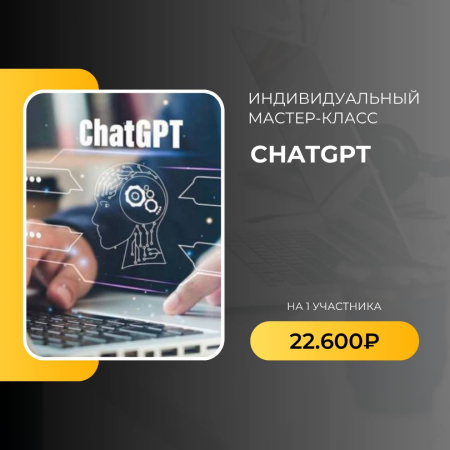 ChatGPT
ИНДИВИДУАЛЬНЫЙ
МАСТЕР-КЛАСС
CHATGPT
НА 1 УЧАСТНИКА
22.600₽